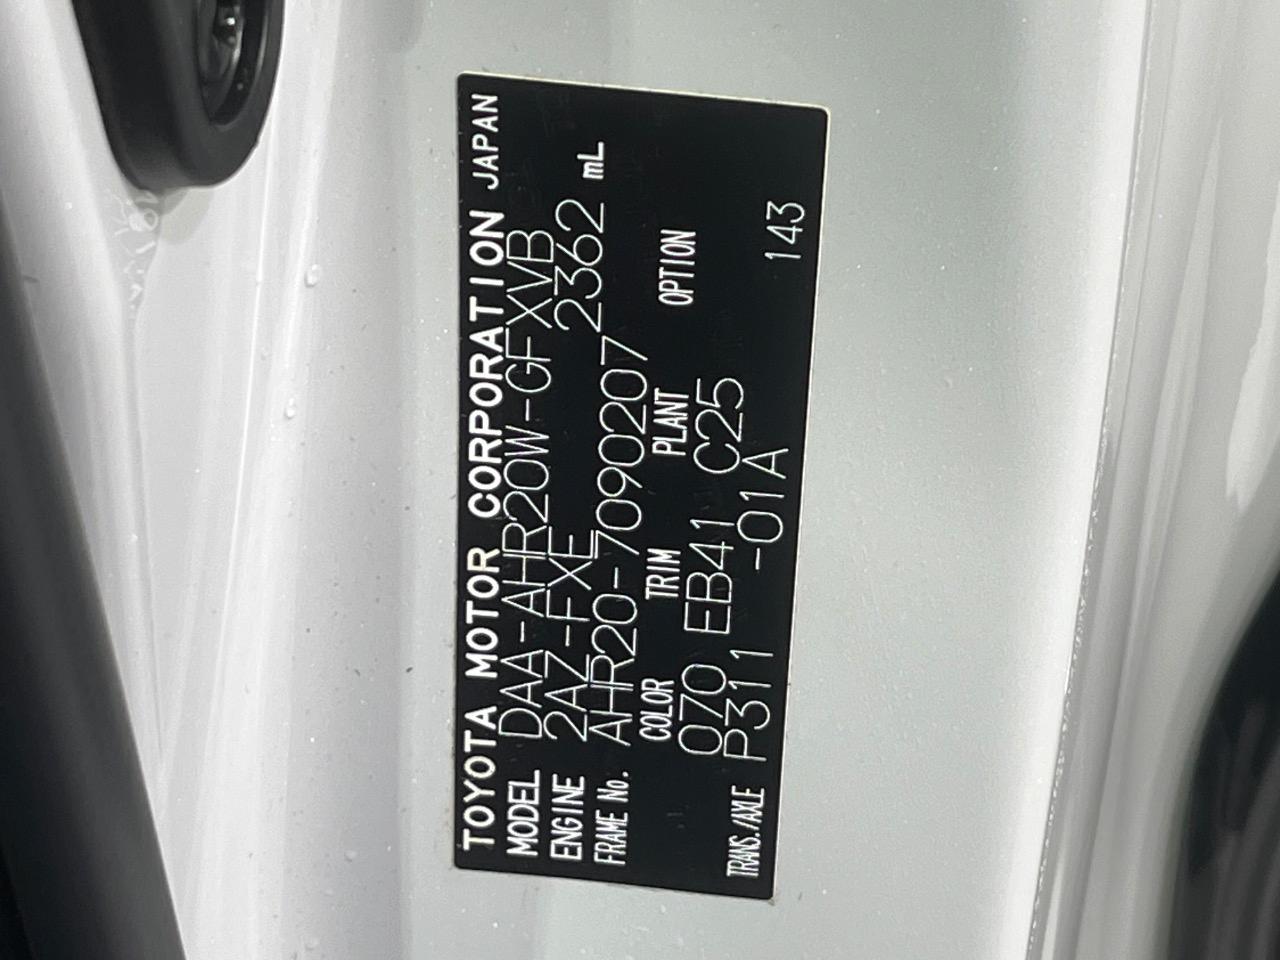 TOYOTA MOTOR CORPORATION JAPAN
MODEL DAA-AHR20W-GFXVB
ENGINE 2AZ-FXE 2362 mL
FRAME No. AHR20-7090207
COLOR TRIM PLANT OPTION
070 EB41 C25
TRANS./AXLE P311 -01A 143